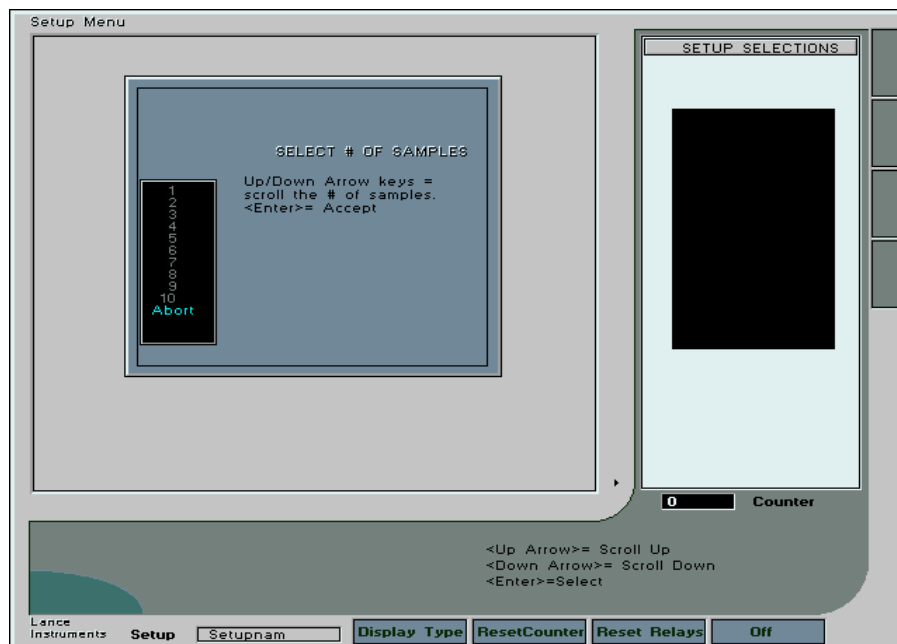 Setup Menu
SETUP SELECTIONS
SELECT # OF SAMPLES
Up/Down Arrow keys =
scroll the # of samples.
<Enter>= Accept
1
2
3
4
5
6
7
8
9
10
Abort
0 Counter
<Up Arrow>= Scroll Up
<Down Arrow>= Scroll Down
<Enter>=Select
Lance
Instruments
Setup Setupnam Display Type ResetCounter Reset Relays Off